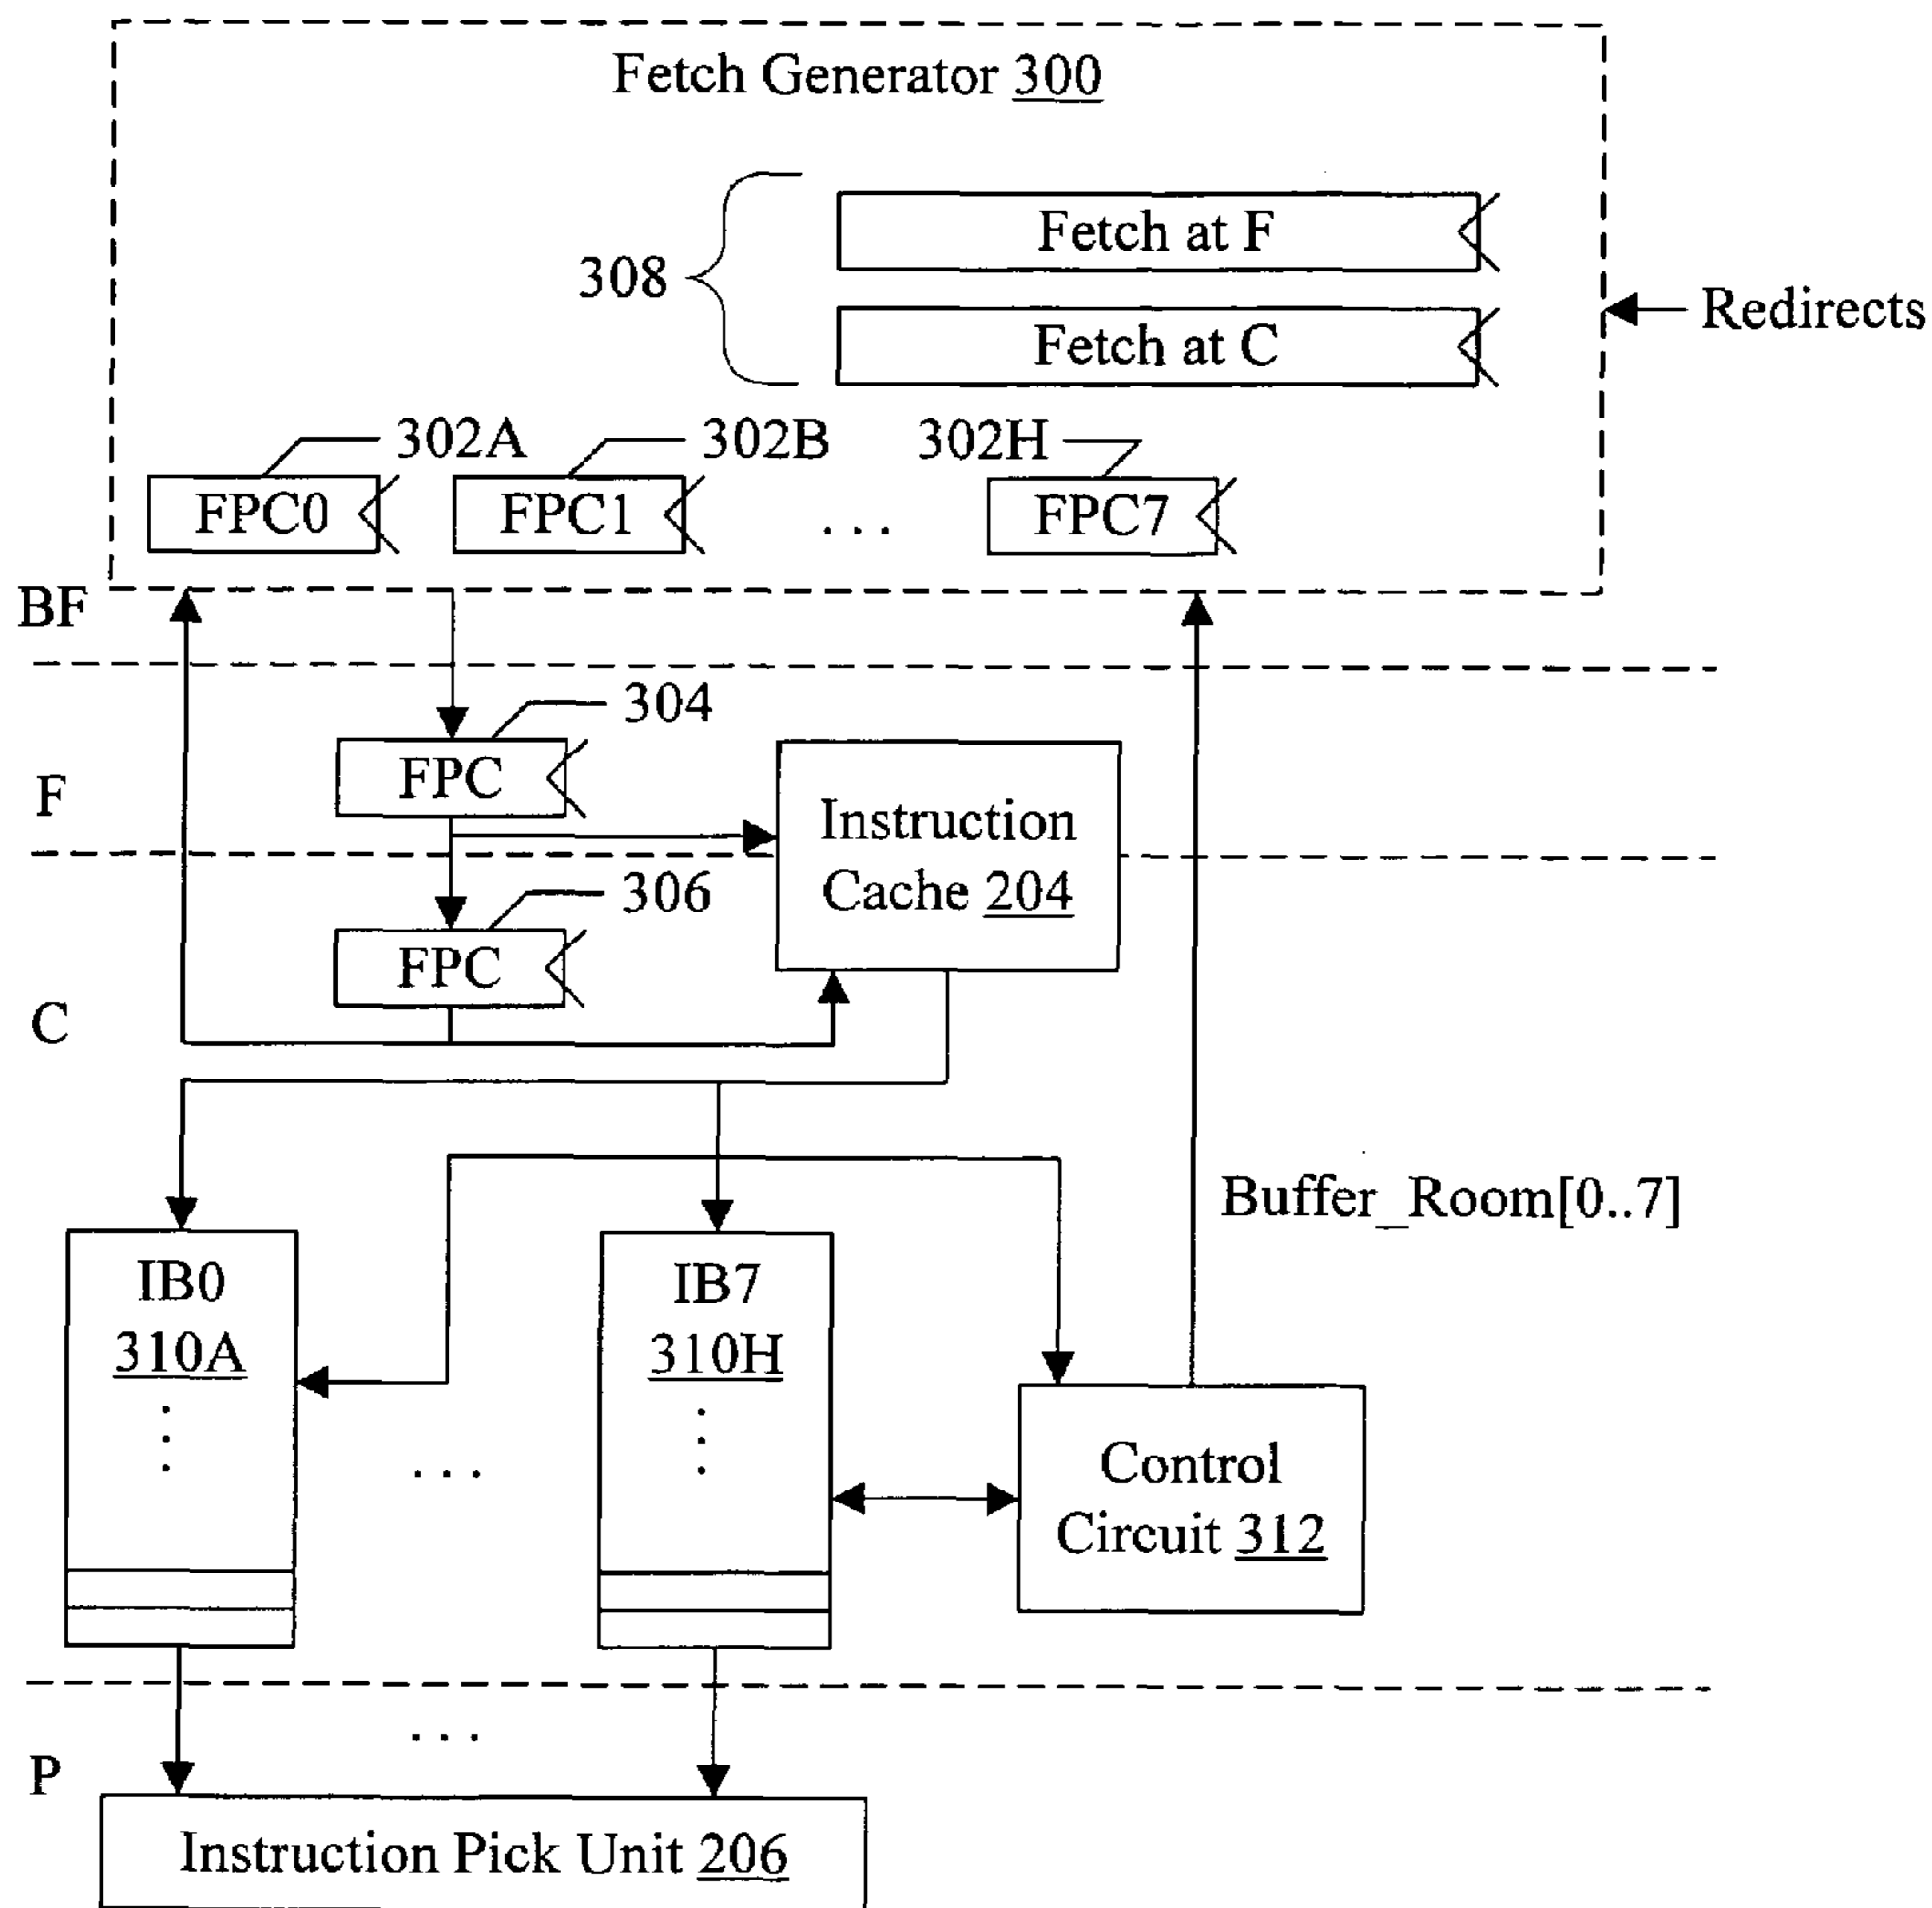 Fetch Generator 300
Fetch at F
308
Fetch at C
Redirects
302A
302B
302H
FPC0
FPC1
...
FPC7
BF
304
FPC
F
Instruction
Cache 204
306
FPC
C
Buffer_Room[0..7]
IB0
310A
IB7
310H
...
Control
Circuit 312
...
P
Instruction Pick Unit 206